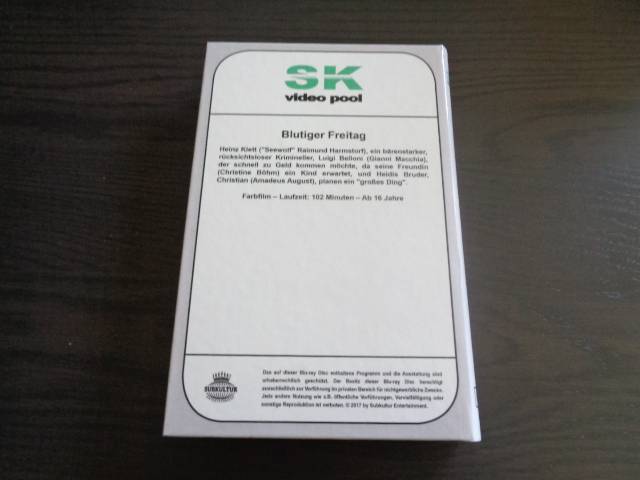 SK
video pool
Blutiger Freitag
Heinz Klett ("Seewolf" Raimund Harmstorf), ein bärenstarker,
rücksichtsloser Krimineller, Luigi Belloni (Gianni Macchia),
der schnell zu Geld kommen möchte, da seine Freundin
(Christine Böhm) ein Kind erwartet, und Heidis Bruder,
Christian (Amadeus August), planen ein "großes Ding".
Farbfilm – Laufzeit: 102 Minuten – Ab 16 Jahre
SUBKULTUR
Das auf dieser Blu-ray Disc enthaltene Programm und die Ausstattung sind
urheberrechtlich geschützt. Der Besitz dieser Blu-ray Disc berechtigt
ausschließlich zur Vorführung im privaten Bereich für nichtgewerbliche Zwecke.
Jede andere Nutzung wie z.B. öffentliche Vorführungen, Vervielfältigung oder
sonstige Reproduktion ist verboten. © 2017 by Subkultur Entertainment.